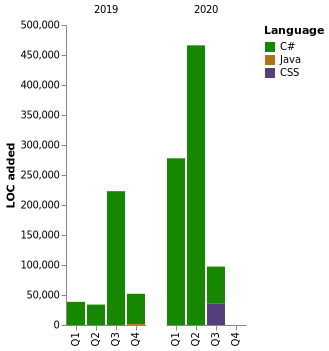 2019 2020
Language
C#
Java
CSS
LOC added
500,000
450,000
400,000
350,000
300,000
250,000
200,000
150,000
100,000
50,000
0
Q1 Q2 Q3 Q4 Q1 Q2 Q3 Q4